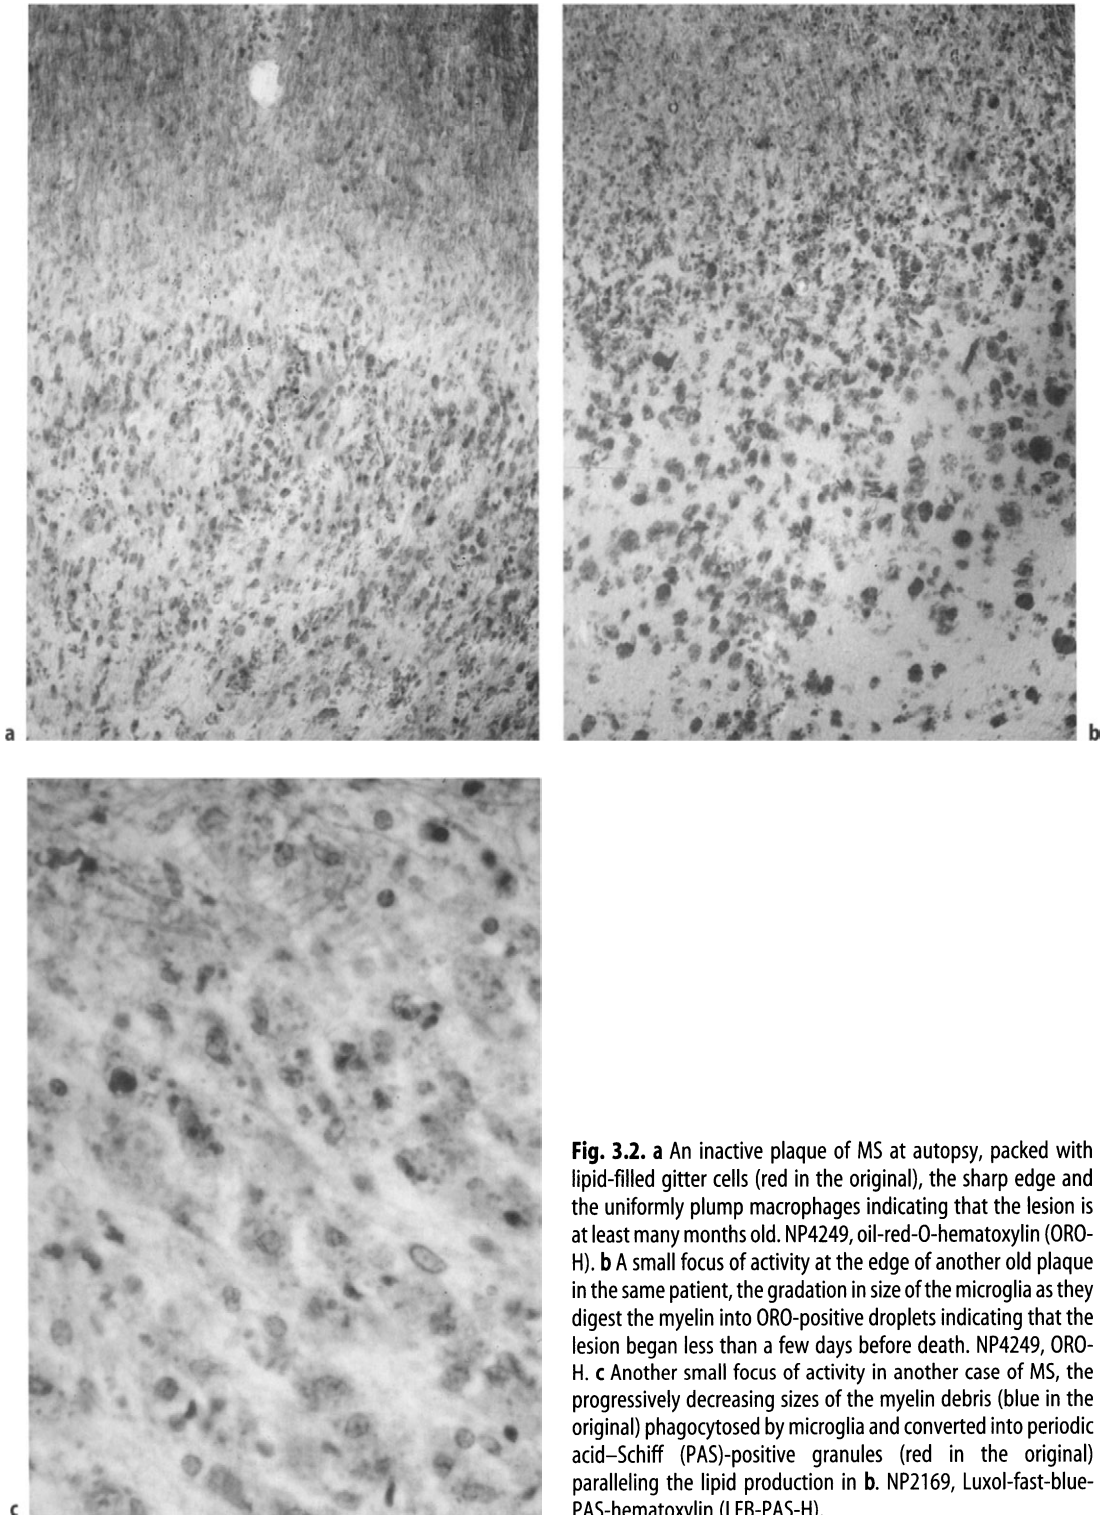 a
b
c
Fig. 3.2. a An inactive plaque of MS at autopsy, packed with
lipid-filled gitter cells (red in the original), the sharp edge and
the uniformly plump macrophages indicating that the lesion is
at least many months old. NP4249, oil-red-O-hematoxylin (ORO-
H). b A small focus of activity at the edge of another old plaque
in the same patient, the gradation in size of the microglia as they
digest the myelin into ORO-positive droplets indicating that the
lesion began less than a few days before death. NP4249, ORO-
H. c Another small focus of activity in another case of MS, the
progressively decreasing sizes of the myelin debris (blue in the
original) phagocytosed by microglia and converted into periodic
acid–Schiff (PAS)-positive granules (red in the original)
paralleling the lipid production in b. NP2169, Luxol-fast-blue-
PAS-hematoxylin (LFB-PAS-H).